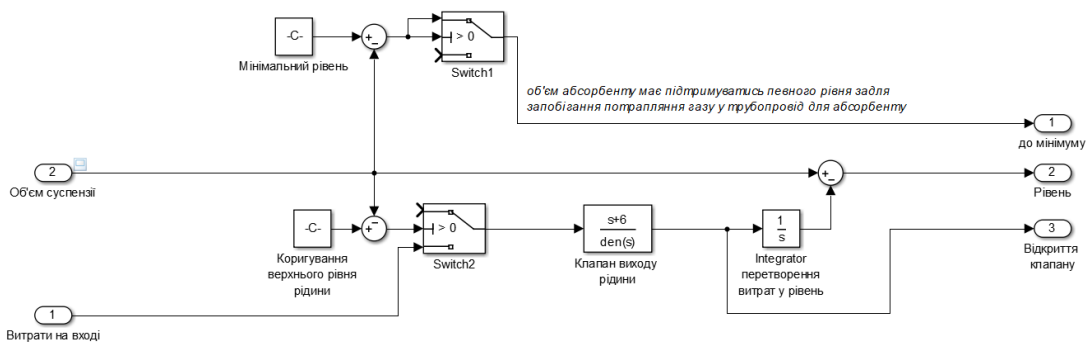 -C-
Мінімальний рівень
+
−
> 0
Switch1
об'єм абсорбенту має підтримуватись певного рівня задля
запобігання потрапляння газу у трубопровід для абсорбенту
1
до мінімуму
2
Об'єм суспензії
+
−
2
Рівень
-C-
Коригування
верхнього рівня
рідини
−
+
> 0
Switch2
s+6
den(s)
Клапан виходу
рідини
1
s
Integrator
перетворення
витрат у рівень
3
Відкриття
клапану
1
Витрати на вході